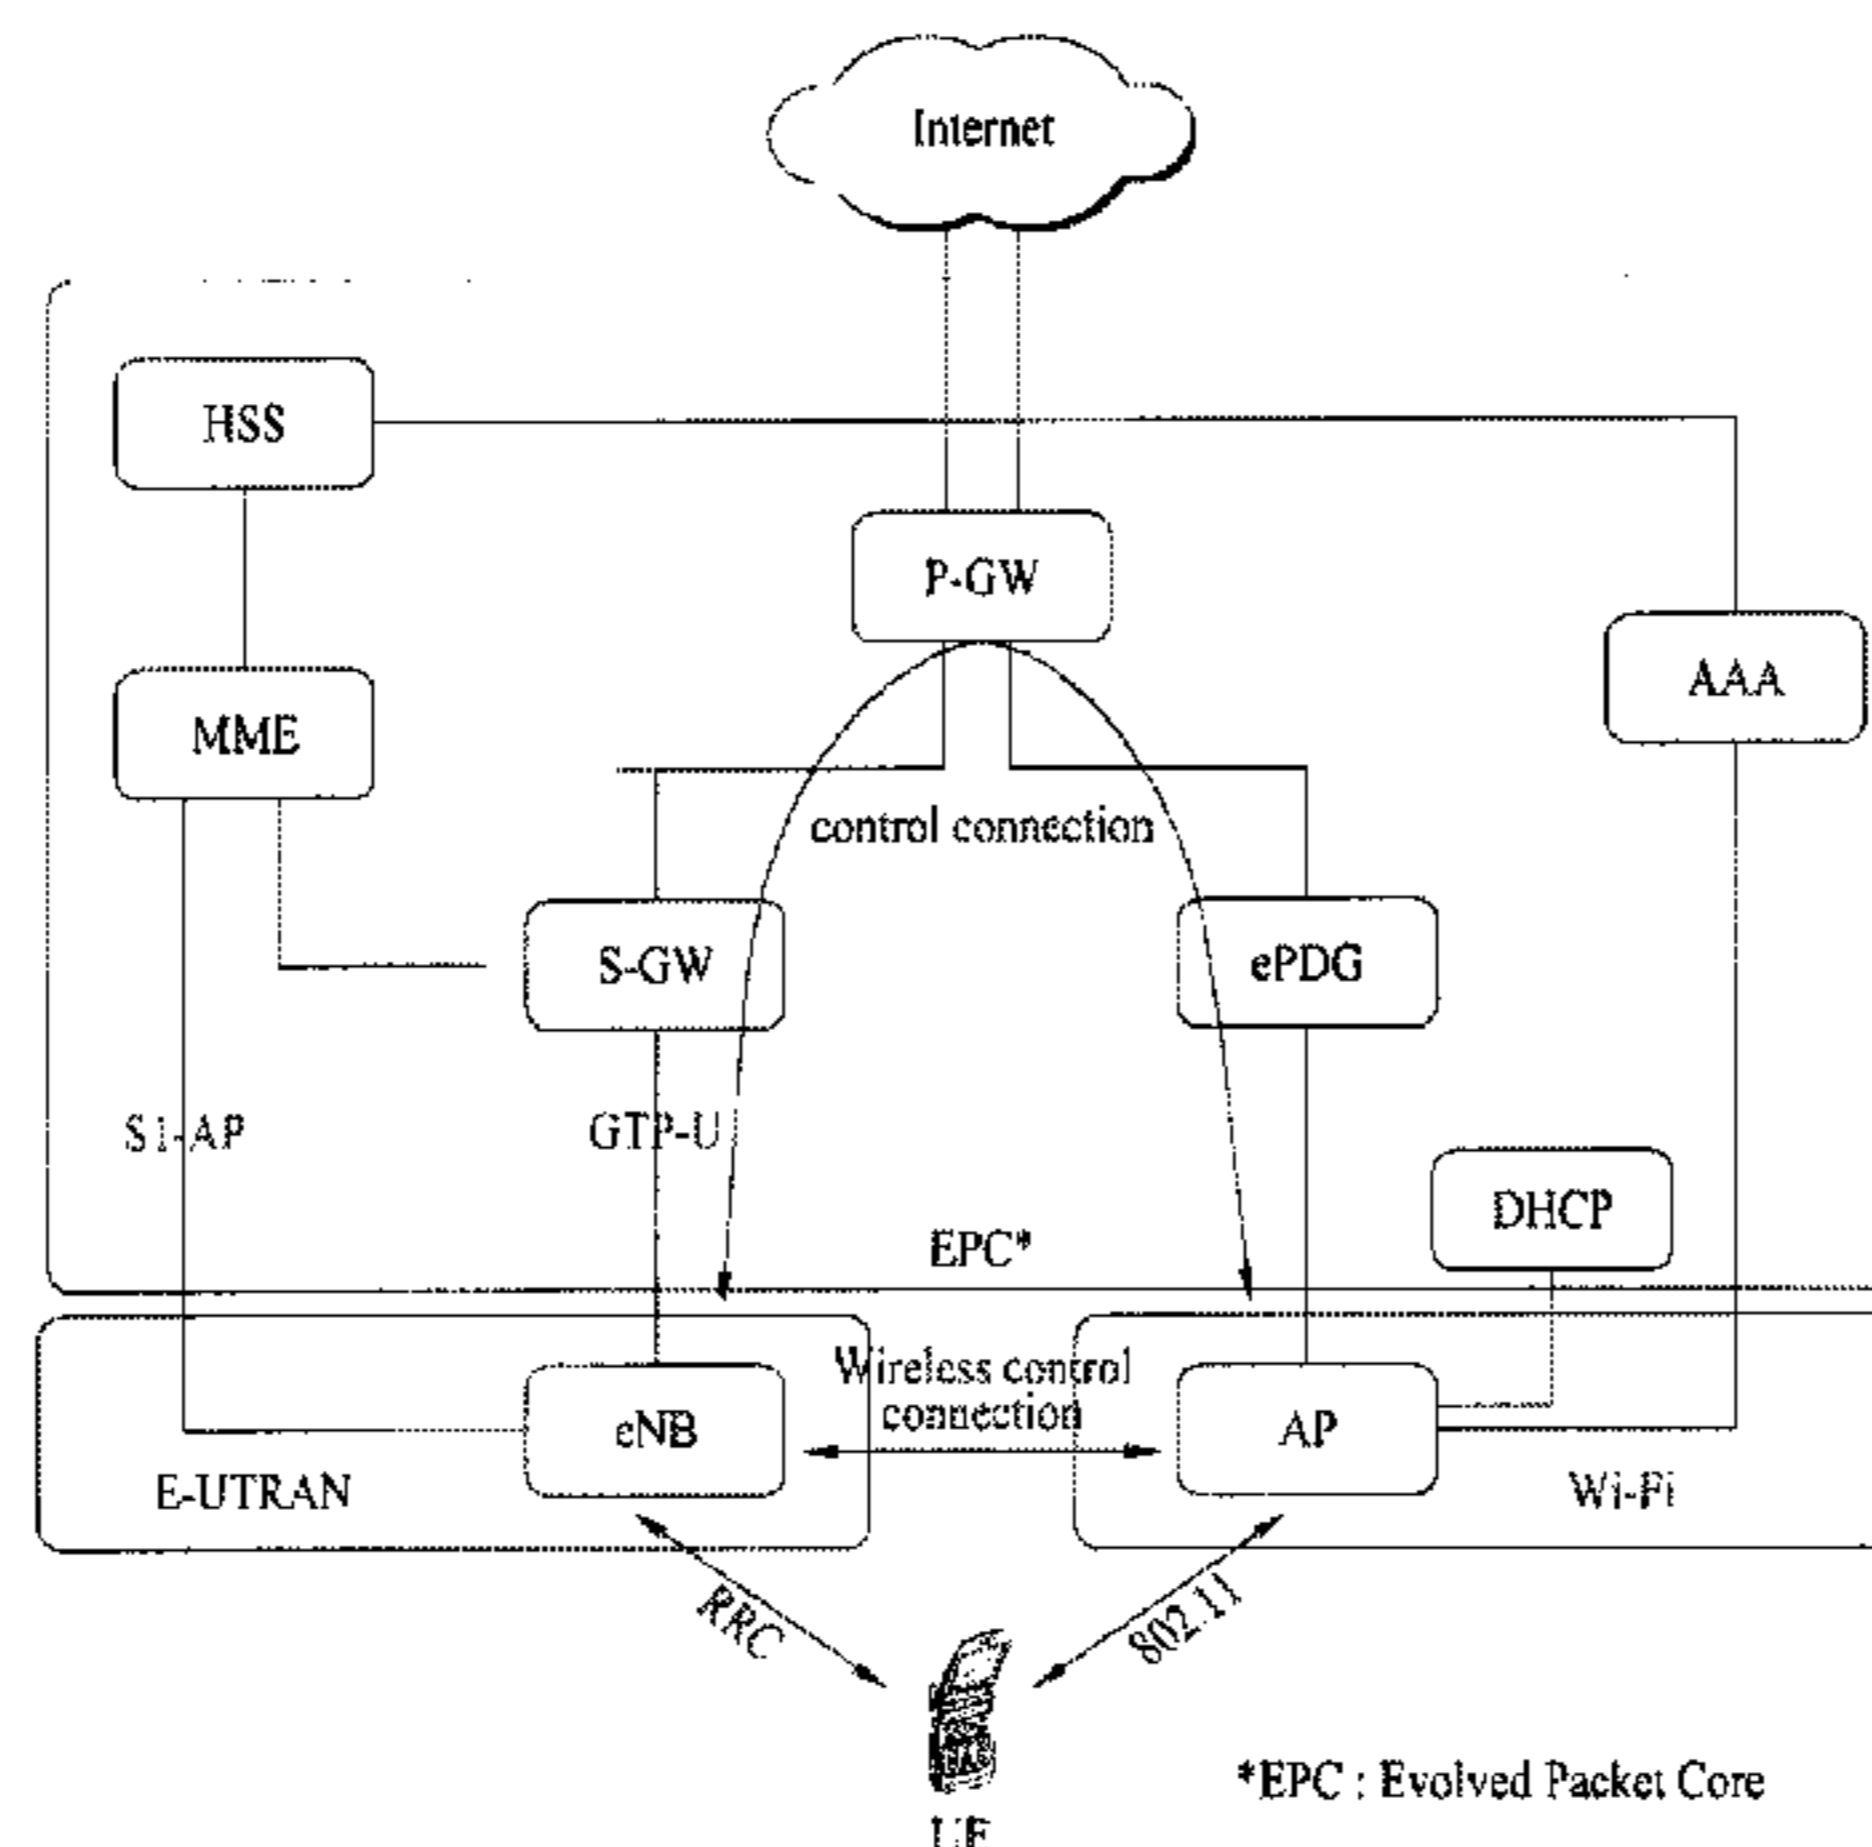 Internet
HSS
P-GW
AAA
MME
control connection
S-GW
ePDG
S1-AP
GTP-U
DHCP
EPC*
Wireless control
connection
eNB
AP
E-UTRAN
Wi-Fi
RRC
802.11
*EPC : Evolved Packet Core
UE